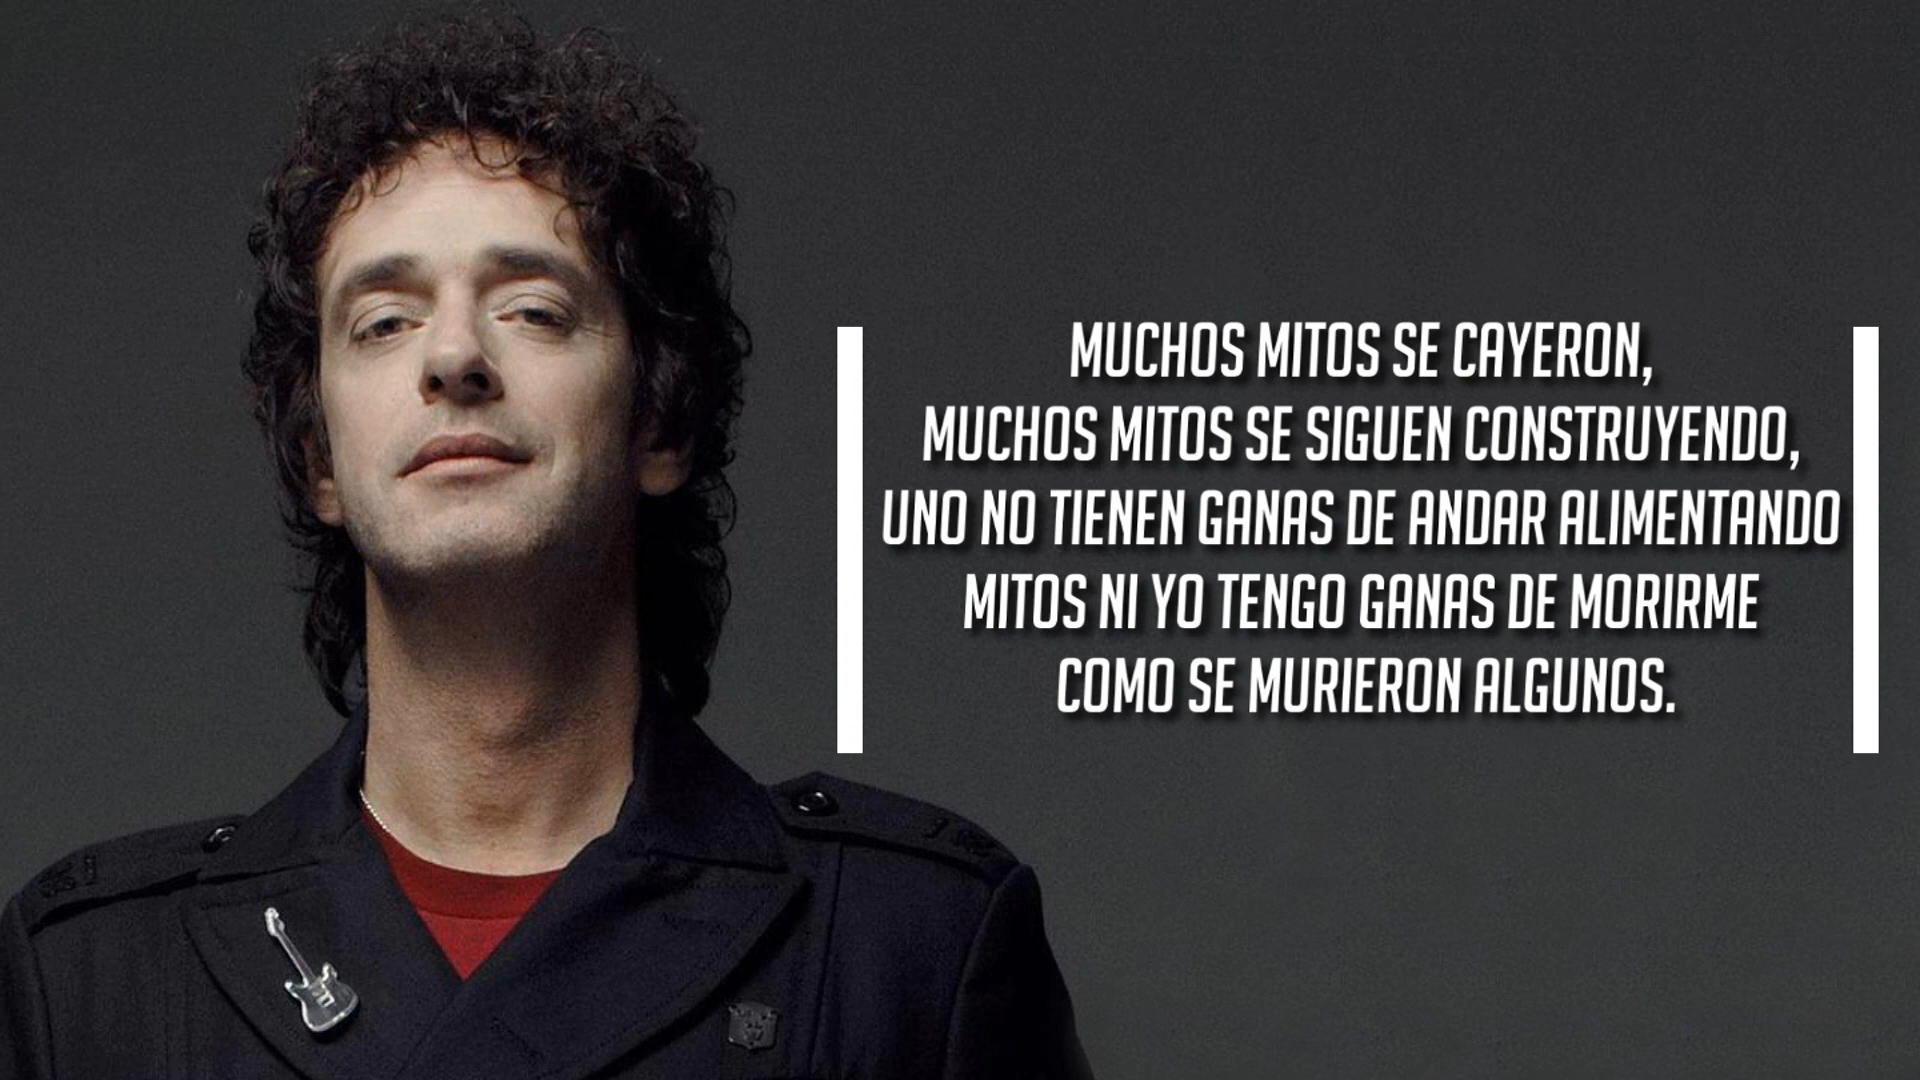 MUCHOS MITOS SE CAYERON,
MUCHOS MITOS SE SIGUEN CONSTRUYENDO,
UNO NO TIENEN GANAS DE ANDAR ALIMENTANDO
MITOS NI YO TENGO GANAS DE MORIRME
COMO SE MURIERON ALGUNOS.